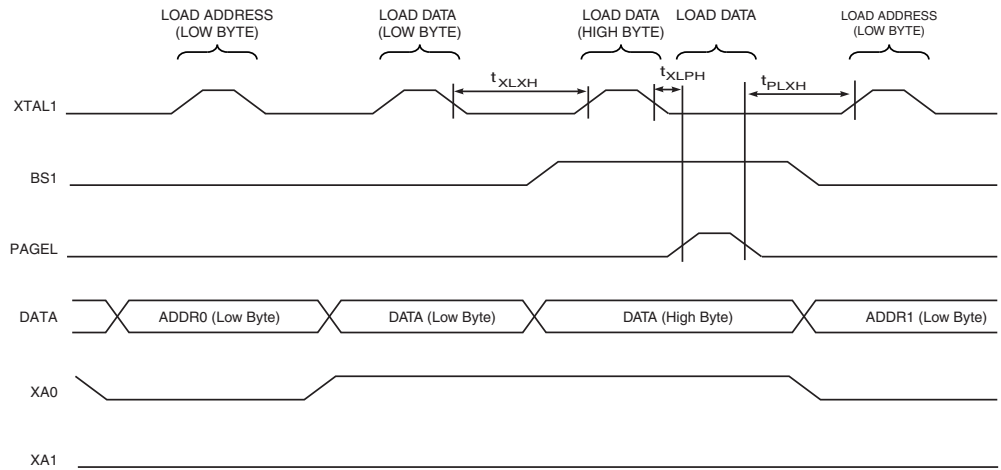 LOAD ADDRESS
(LOW BYTE)
LOAD DATA
(LOW BYTE)
LOAD DATA
(HIGH BYTE)
LOAD DATA
LOAD ADDRESS
(LOW BYTE)
tXLXH
tXLPH
tPLXH
XTAL1
BS1
PAGEL
DATA
ADDR0 (Low Byte)
DATA (Low Byte)
DATA (High Byte)
ADDR1 (Low Byte)
XA0
XA1